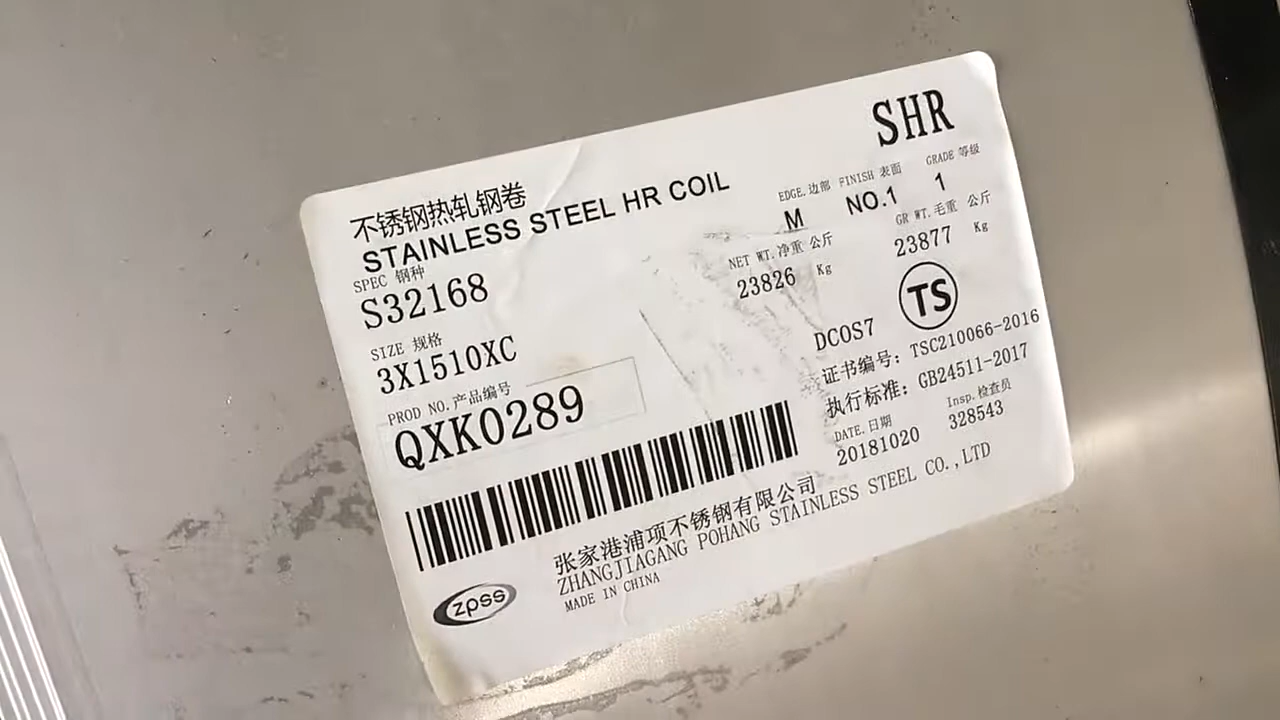 SHR
不锈钢热轧钢卷
STAINLESS STEEL HR COIL
EDGE.边部 FINISH 表面 GRADE 等级
M NO.1 1
SPEC 钢种
S32168
NET WT.净重 公斤 GR WT.毛重 公斤
23826 Kg 23877 Kg
SIZE 规格
3X1510XC
DCOS7 TS
PROD NO.产品编号
QXK0289
证书编号: TSC210066-2016
执行标准: GB24511-2017
DATE.日期 Insp.检查员
20181020 328543
张家港浦项不锈钢有限公司
ZHANGJIAGANG POHANG STAINLESS STEEL CO.,LTD
MADE IN CHINA
zpss